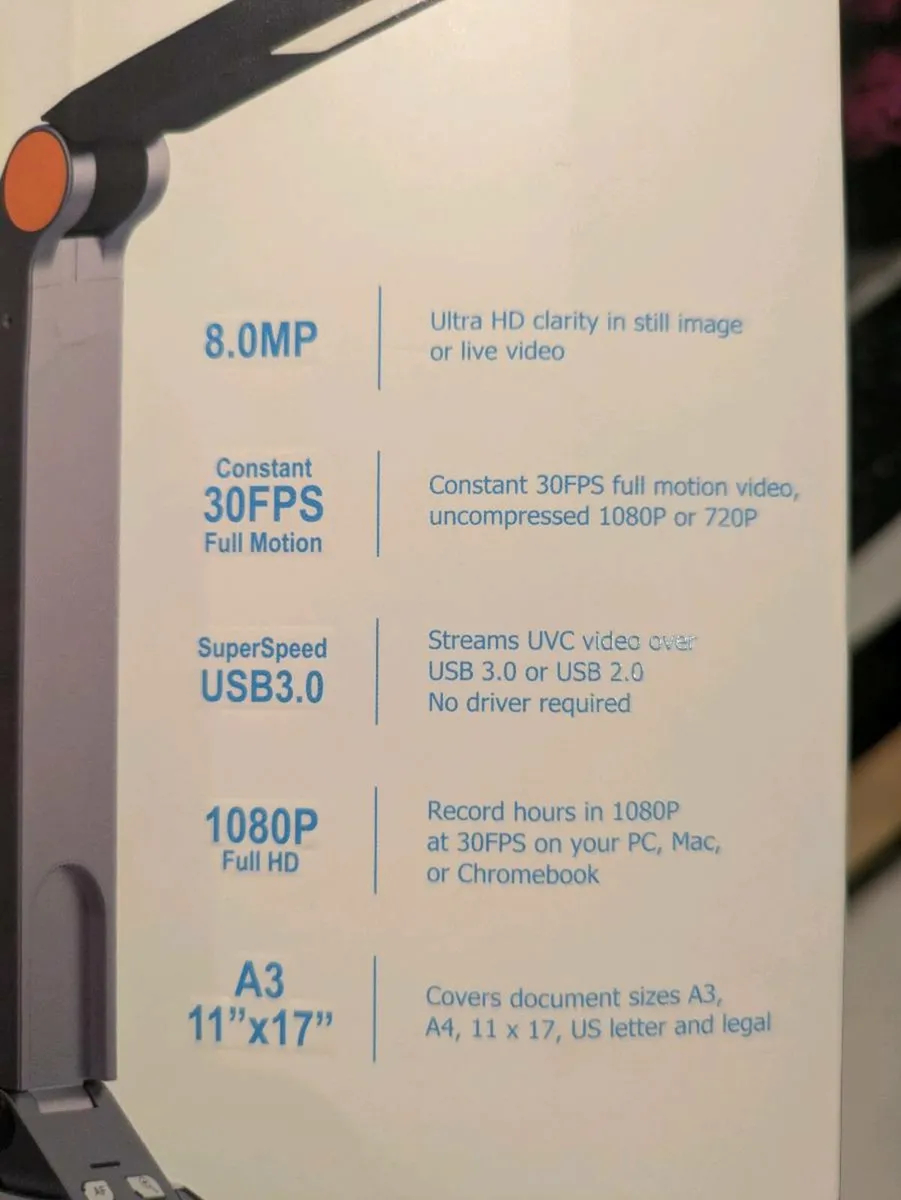 8.0MP
Ultra HD clarity in still image
or live video
Constant
30FPS
Full Motion
Constant 30FPS full motion video,
uncompressed 1080P or 720P
SuperSpeed
USB3.0
Streams UVC video over
USB 3.0 or USB 2.0
No driver required
1080P
Full HD
Record hours in 1080P
at 30FPS on your PC, Mac,
or Chromebook
A3
11”x17”
Covers document sizes A3,
A4, 11 x 17, US letter and legal
AF